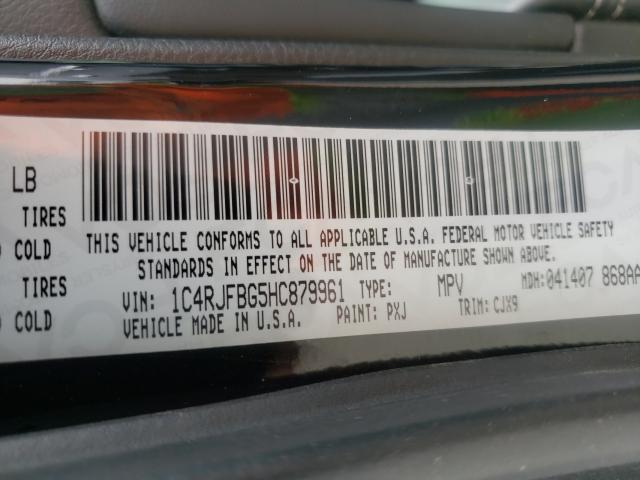 LB
TIRES
COLD
TIRES
COLD
THIS VEHICLE CONFORMS TO ALL APPLICABLE U.S.A. FEDERAL MOTOR VEHICLE SAFETY
STANDARDS IN EFFECT ON THE DATE OF MANUFACTURE SHOWN ABOVE.
VIN: 1C4RJFBG5HC879961 TYPE: MPV MDH:041407 868AA
VEHICLE MADE IN U.S.A. PAINT: PXJ TRIM: CJX9